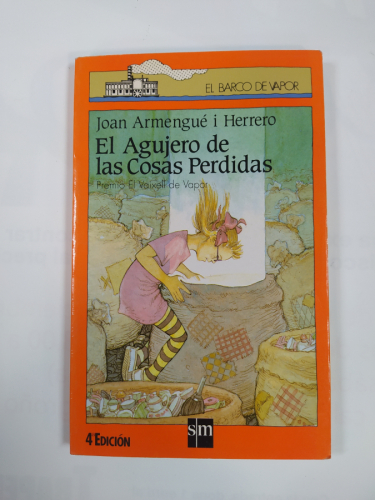 EL BARCO DE VAPOR
Joan Armengué i Herrero
El Agujero de
las Cosas Perdidas
Premio El Vaixell de Vapor
4ª EDICIÓN
sm